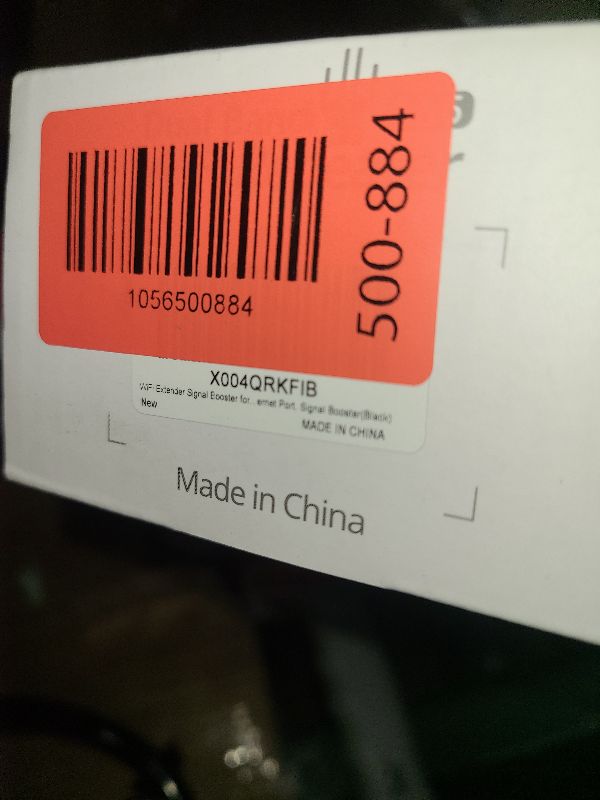 500-884
1056500884
X004QRKFIB
WiFi Extender Signal Booster for...ernet Port, Signal Booster(Black)
New
MADE IN CHINA
Made in China